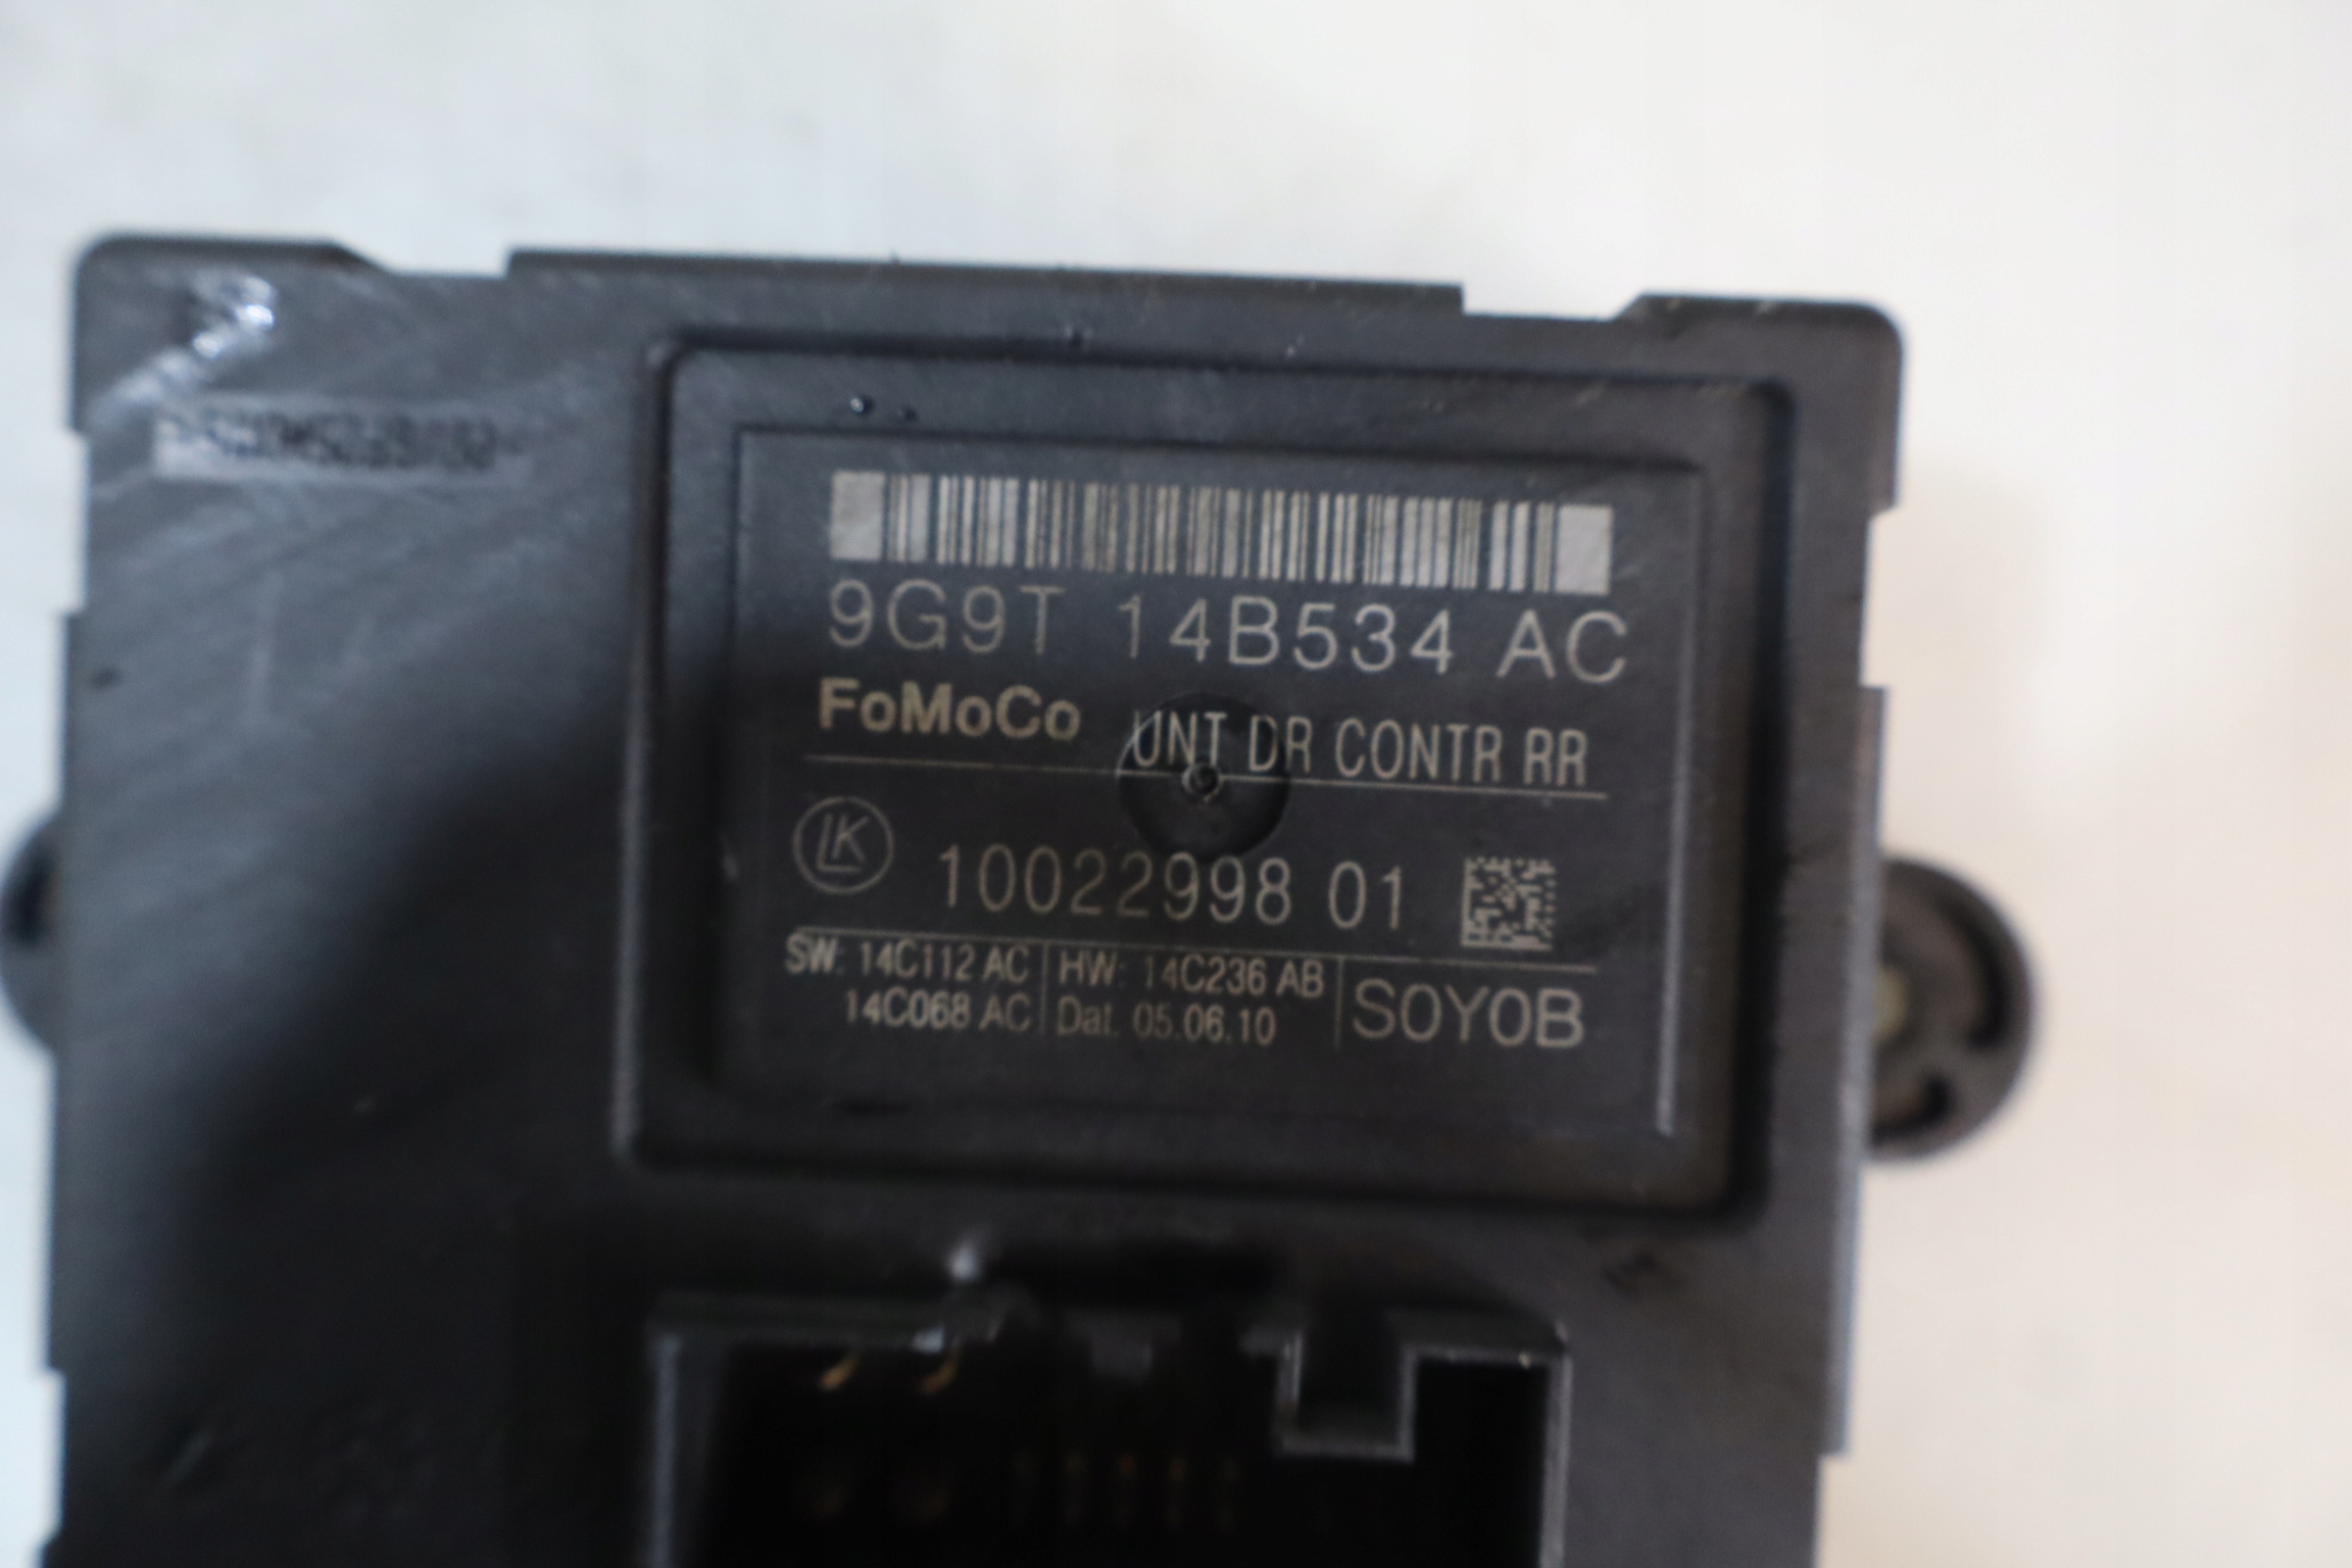 9G9T 14B534 AC
FoMoCo UNT DR CONTR RR
LK 10022998 01
SW: 14C112 AC HW: 14C236 AB
14C068 AC Dat. 05.06.10 S0Y0B